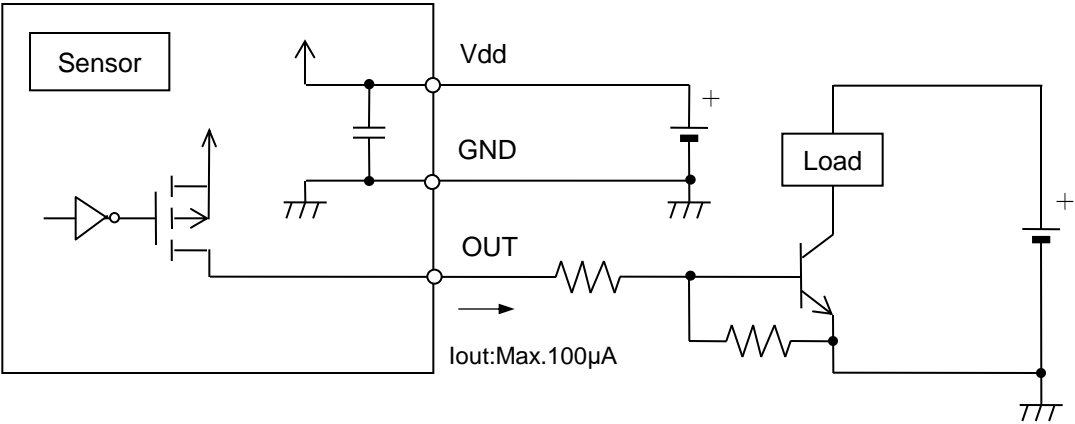 Sensor
Vdd
+
GND
Load
+
OUT
Iout:Max.100μA